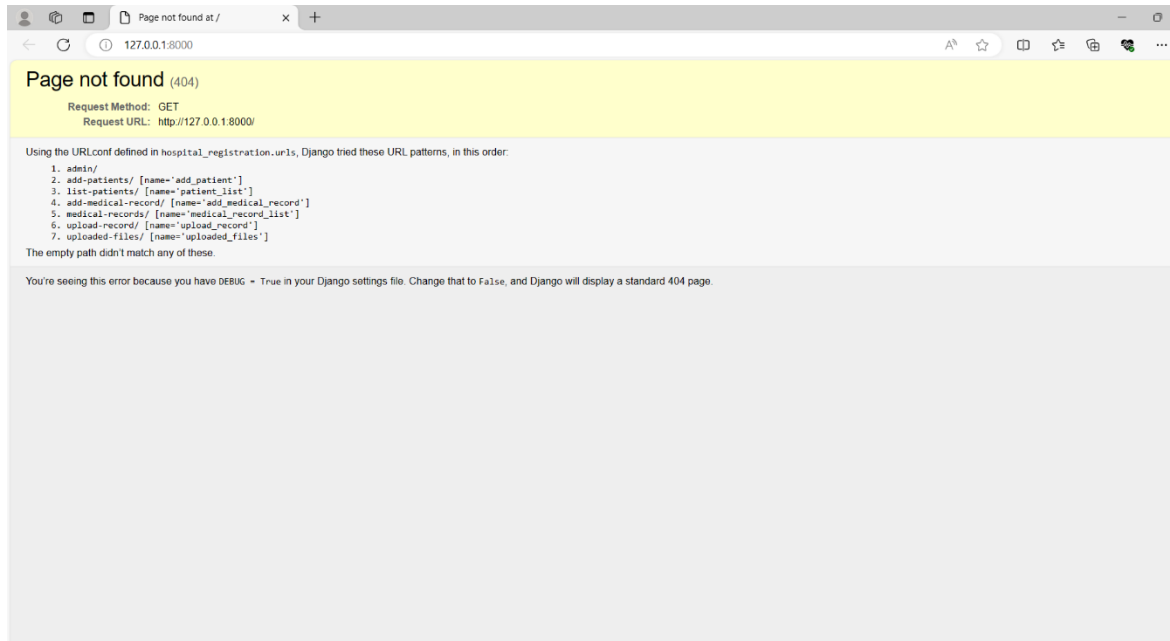 Page not found at /
127.0.0.1:8000
Page not found (404)
Request Method: GET
Request URL: http://127.0.0.1:8000/
Using the URLconf defined in hospital_registration.urls, Django tried these URL patterns, in this order:
1. admin/
2. add-patients/ [name='add_patient']
3. list-patients/ [name='patient_list']
4. add-medical-record/ [name='add_medical_record']
5. medical-records/ [name='medical_record_list']
6. upload-record/ [name='upload_record']
7. uploaded-files/ [name='uploaded_files']
The empty path didn't match any of these.
You're seeing this error because you have DEBUG = True in your Django settings file. Change that to False, and Django will display a standard 404 page.